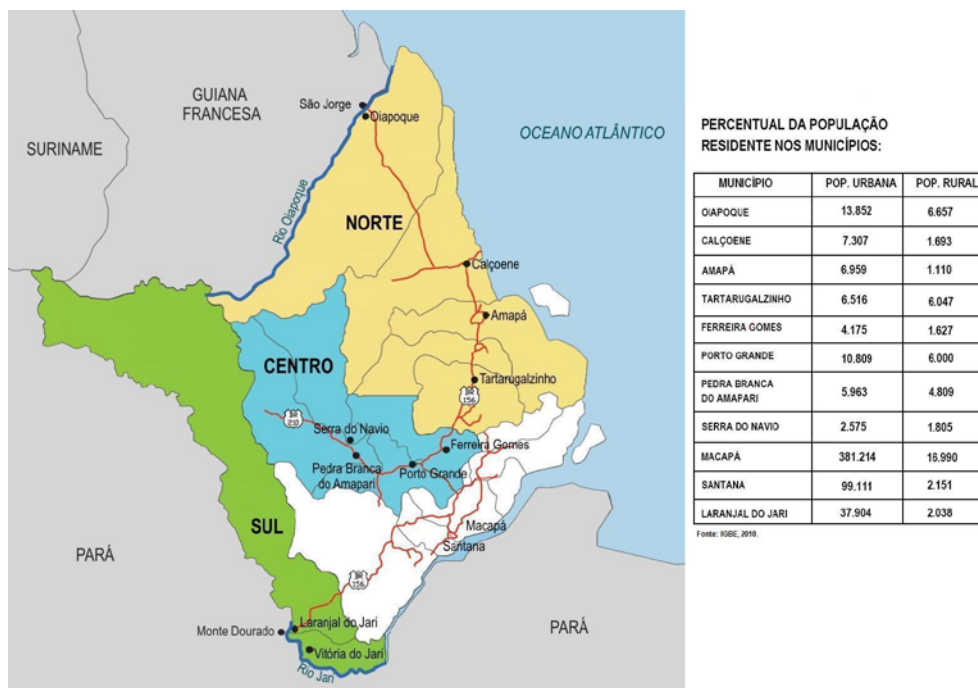 GUIANA
FRANCESA
SURINAME
São Jorge
Oiapoque
OCEANO ATLÂNTICO
Rio Oiapoque
NORTE
Calçoene
Amapá
CENTRO
Tartarugalzinho
BR
156
BR
210
Serra do Navio
Ferreira Gomes
Pedra Branca
do Amapari
Porto Grande
SUL
Macapá
Santana
PARÁ
BR
156
PARÁ
Monte Dourado
Laranjal do Jari
Vitória do Jari
Rio Jari
PERCENTUAL DA POPULAÇÃO
RESIDENTE NOS MUNICÍPIOS:
MUNICÍPIO POP. URBANA POP. RURAL
OIAPOQUE 13.852 6.657
CALÇOENE 7.307 1.693
AMAPÁ 6.959 1.110
TARTARUGALZINHO 6.516 6.047
FERREIRA GOMES 4.175 1.627
PORTO GRANDE 10.809 6.000
PEDRA BRANCA
DO AMAPARI 5.963 4.809
SERRA DO NAVIO 2.575 1.805
MACAPÁ 381.214 16.990
SANTANA 99.111 2.151
LARANJAL DO JARI 37.904 2.038
Fonte: IGBE, 2010.